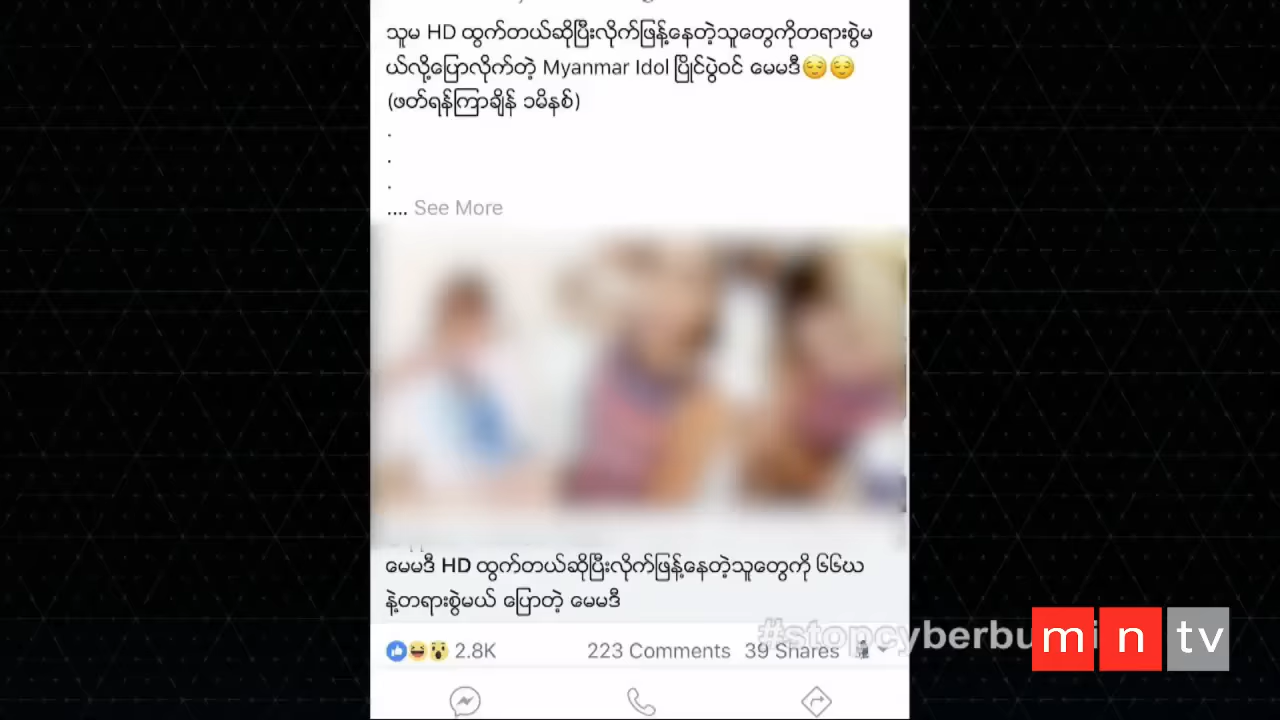 သူမ HD ထွက်တယ်ဆိုပြီးလိုက်ဖြန့်နေတဲ့သူတွေကိုတရားစွဲမ
ယ်လို့ပြောလိုက်တဲ့ Myanmar Idol ပြိုင်ပွဲဝင် မေမဒီ😌😌
(ဖတ်ရန်ကြာချိန် ၁မိနစ်)
.
.
.
.... See More
မေမဒီ HD ထွက်တယ်ဆိုပြီးလိုက်ဖြန့်နေတဲ့သူတွေကို ၆၆ဃ
နဲ့တရားစွဲမယ် ပြောတဲ့ မေမဒီ
2.8K 223 Comments 39 Shares
#stopcyberbu
m n tv